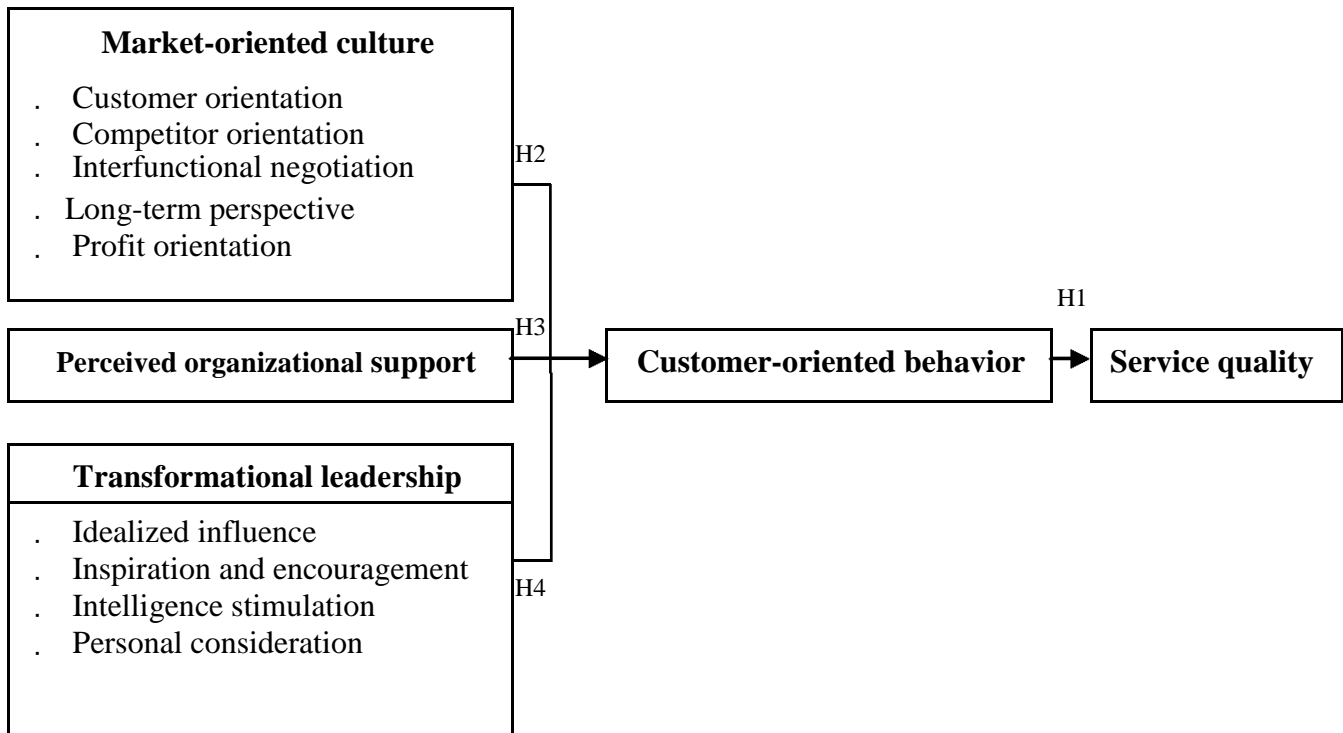 Market-oriented culture
. Customer orientation
. Competitor orientation
. Interfunctional negotiation
. Long-term perspective
. Profit orientation
H2
H3
H1
Perceived organizational support
Customer-oriented behavior
Service quality
Transformational leadership
. Idealized influence
. Inspiration and encouragement
. Intelligence stimulation
. Personal consideration
H4